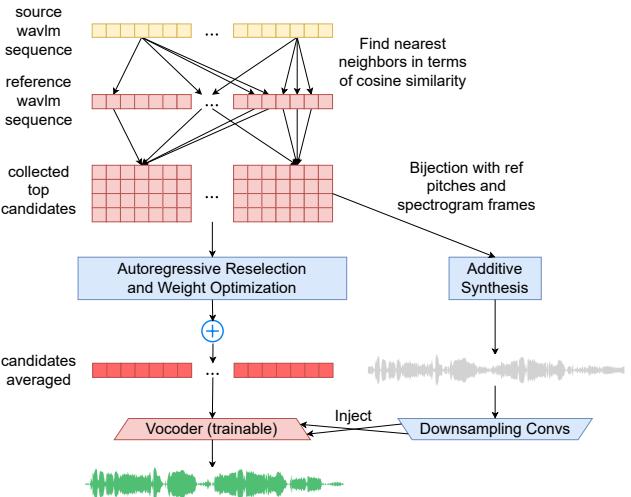 source
wavlm
sequence
...
Find nearest
neighbors in terms
of cosine similarity
reference
wavlm
sequence
...
collected
top
candidates
...
Bijection with ref
pitches and
spectrogram frames
Autoregressive Reselection
and Weight Optimization
Additive
Synthesis
candidates
averaged
...
Vocoder (trainable)
Inject
Downsampling Convs